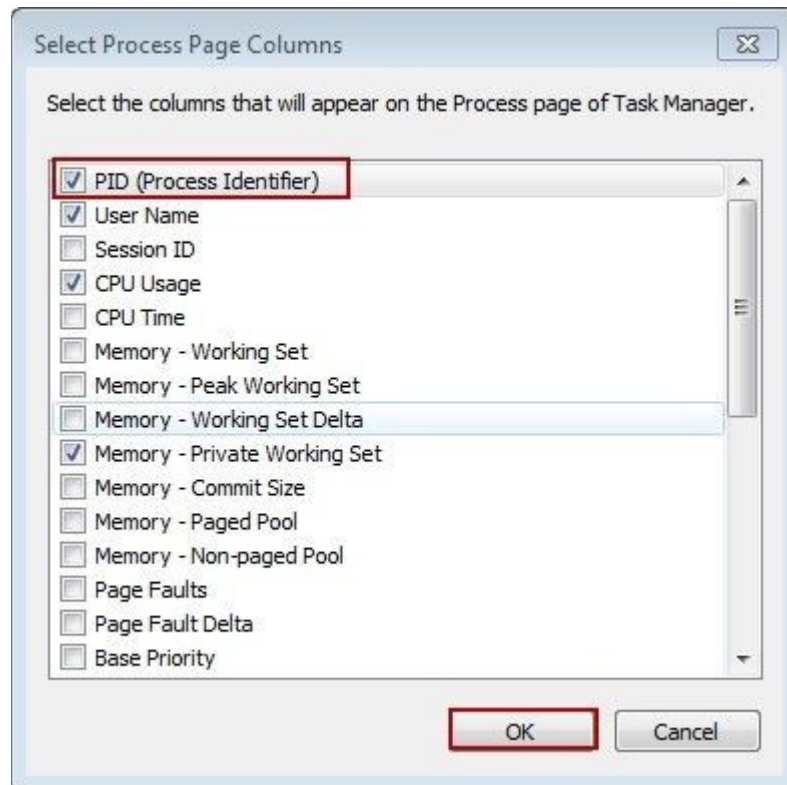 Select Process Page Columns
Select the columns that will appear on the Process page of Task Manager.
PID (Process Identifier)
User Name
Session ID
CPU Usage
CPU Time
Memory - Working Set
Memory - Peak Working Set
Memory - Working Set Delta
Memory - Private Working Set
Memory - Commit Size
Memory - Paged Pool
Memory - Non-paged Pool
Page Faults
Page Fault Delta
Base Priority
OK Cancel